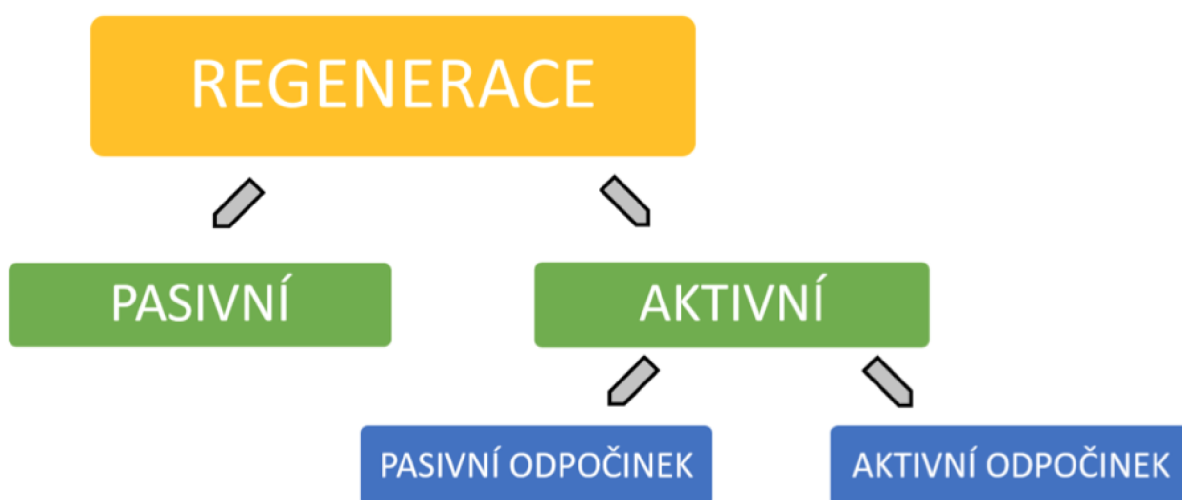 REGENERACE
PASIVNÍ
AKTIVNÍ
PASIVNÍ ODPOČINEK
AKTIVNÍ ODPOČINEK